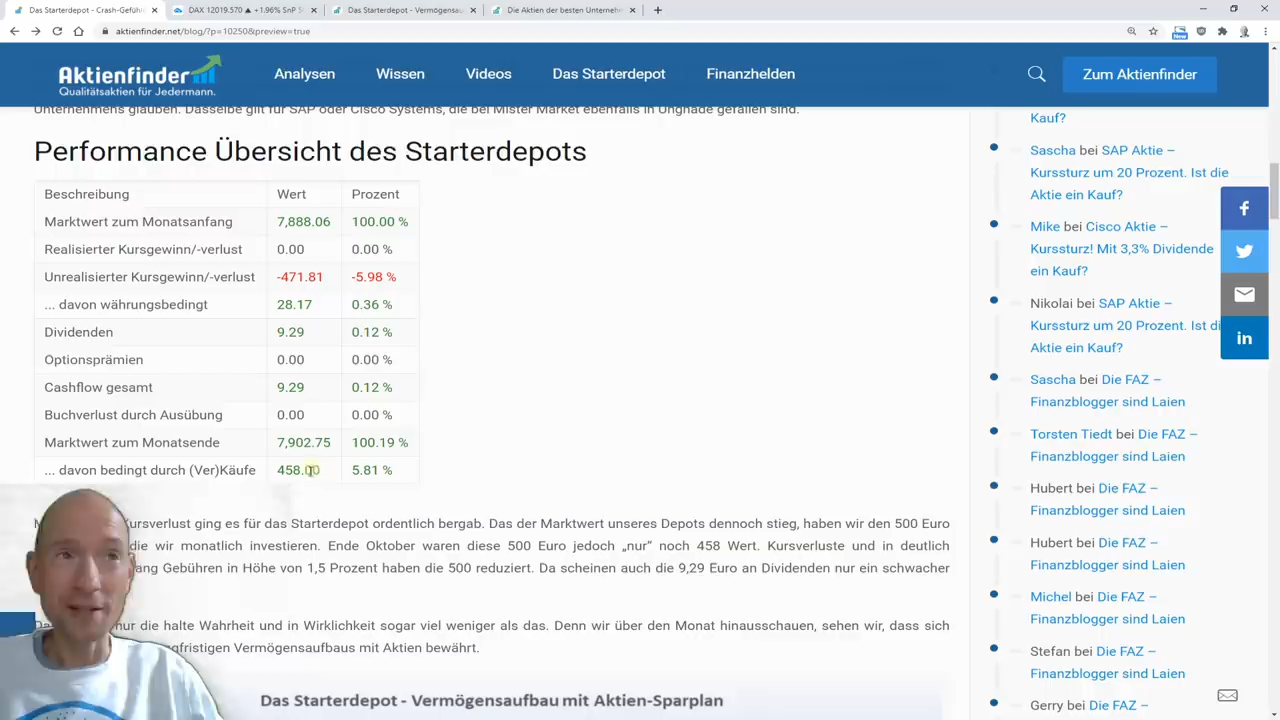 Das Starterdepot - Crash-Gefühl
DAX 12019.570 ▲ +1.96% SnP 5
Das Starterdepot - Vermögensau
Die Aktien der besten Unternehm
aktienfinder.net/blog/?p=10250&preview=true
New
Aktienfinder
Qualitätsaktien für Jedermann.
Analysen
Wissen
Videos
Das Starterdepot
Finanzhelden
Zum Aktienfinder
Unternehmens glauben. Dasselbe gilt für SAP oder Cisco Systems, die bei Mister Market ebenfalls in Ungnade gefallen sind.
Performance Übersicht des Starterdepots
Beschreibung Wert Prozent
Marktwert zum Monatsanfang 7,888.06 100.00 %
Realisierter Kursgewinn/-verlust 0.00 0.00 %
Unrealisierter Kursgewinn/-verlust -471.81 -5.98 %
... davon währungsbedingt 28.17 0.36 %
Dividenden 9.29 0.12 %
Optionsprämien 0.00 0.00 %
Cashflow gesamt 9.29 0.12 %
Buchverlust durch Ausübung 0.00 0.00 %
Marktwert zum Monatsende 7,902.75 100.19 %
... davon bedingt durch (Ver)Käufe 458.00 5.81 %
Kursverlust ging es für das Starterdepot ordentlich bergab. Das der Marktwert unseres Depots dennoch stieg, haben wir den 500 Euro
die wir monatlich investieren. Ende Oktober waren diese 500 Euro jedoch „nur“ noch 458 Wert. Kursverluste und in deutlich
ang Gebühren in Höhe von 1,5 Prozent haben die 500 reduziert. Da scheinen auch die 9,29 Euro an Dividenden nur ein schwacher
nur die halte Wahrheit und in Wirklichkeit sogar viel weniger als das. Denn wir über den Monat hinausschauen, sehen wir, dass sich
gfristigen Vermögensaufbaus mit Aktien bewährt.
Das Starterdepot - Vermögensaufbau mit Aktien-Sparplan
Kauf?
Sascha bei SAP Aktie –
Kurssturz um 20 Prozent. Ist die
Aktie ein Kauf?
Mike bei Cisco Aktie –
Kurssturz! Mit 3,3% Dividende
ein Kauf?
Nikolai bei SAP Aktie –
Kurssturz um 20 Prozent. Ist di
Aktie ein Kauf?
Sascha bei Die FAZ –
Finanzblogger sind Laien
Torsten Tiedt bei Die FAZ –
Finanzblogger sind Laien
Hubert bei Die FAZ –
Finanzblogger sind Laien
Hubert bei Die FAZ –
Finanzblogger sind Laien
Michel bei Die FAZ –
Finanzblogger sind Laien
Stefan bei Die FAZ –
Finanzblogger sind Laien
Gerry bei Die FAZ –